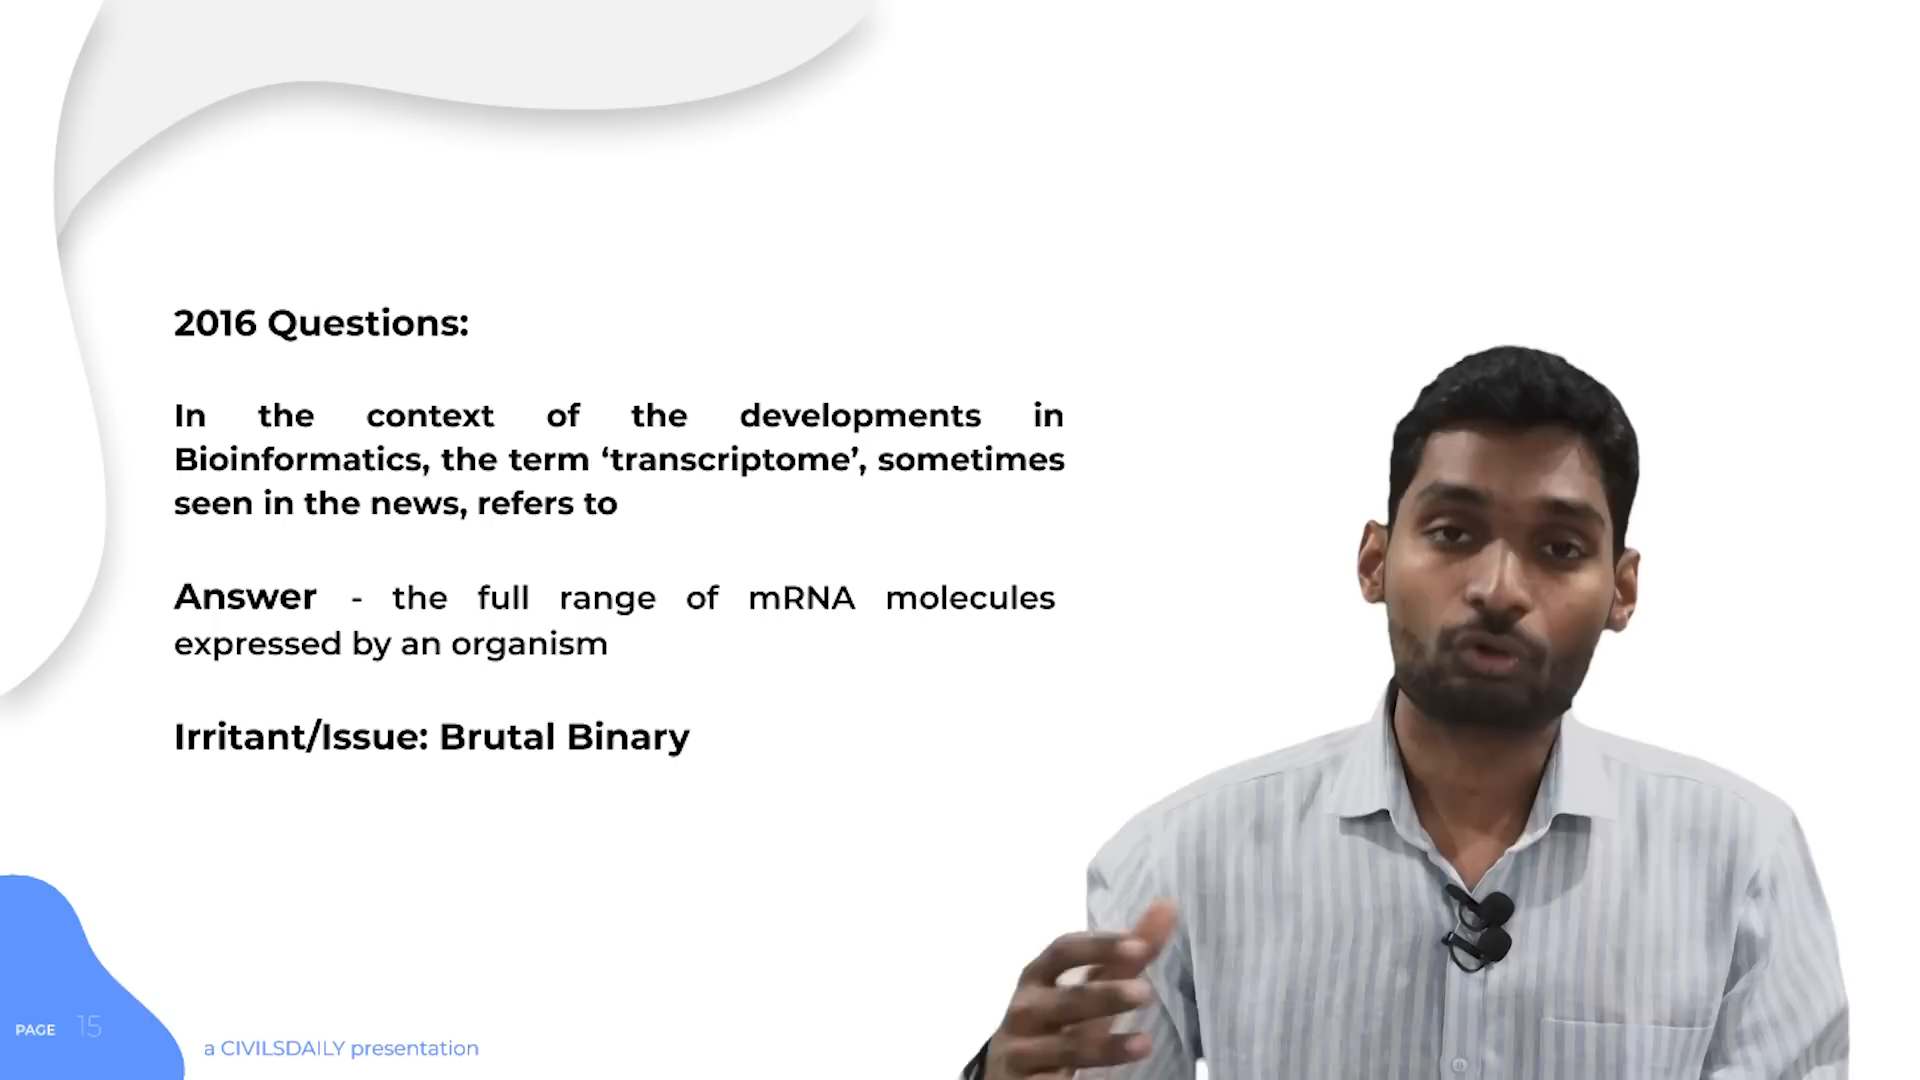 2016 Questions:
In the context of the developments in
Bioinformatics, the term ‘transcriptome’, sometimes
seen in the news, refers to
Answer - the full range of mRNA molecules
expressed by an organism
Irritant/Issue: Brutal Binary
PAGE 15
a CIVILSDAILY presentation